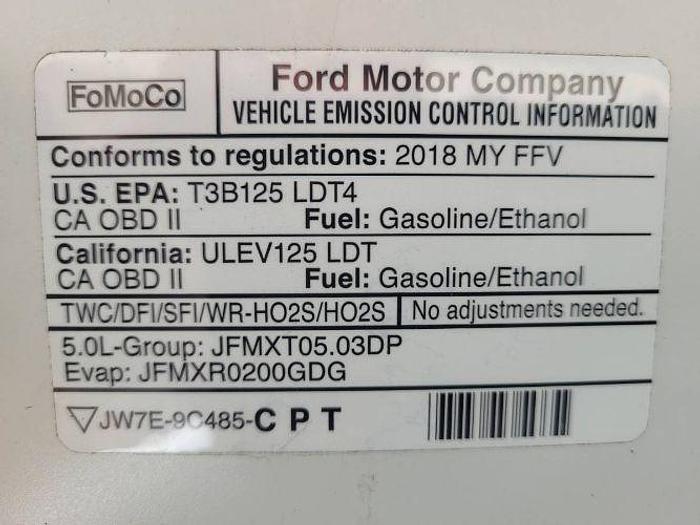 FoMoCo
Ford Motor Company
VEHICLE EMISSION CONTROL INFORMATION
Conforms to regulations: 2018 MY FFV
U.S. EPA: T3B125 LDT4
CA OBD II Fuel: Gasoline/Ethanol
California: ULEV125 LDT
CA OBD II Fuel: Gasoline/Ethanol
TWC/DFI/SFI/WR-HO2S/HO2S No adjustments needed.
5.0L-Group: JFMXT05.03DP
Evap: JFMXR0200GDG
JW7E-9C485-C P T